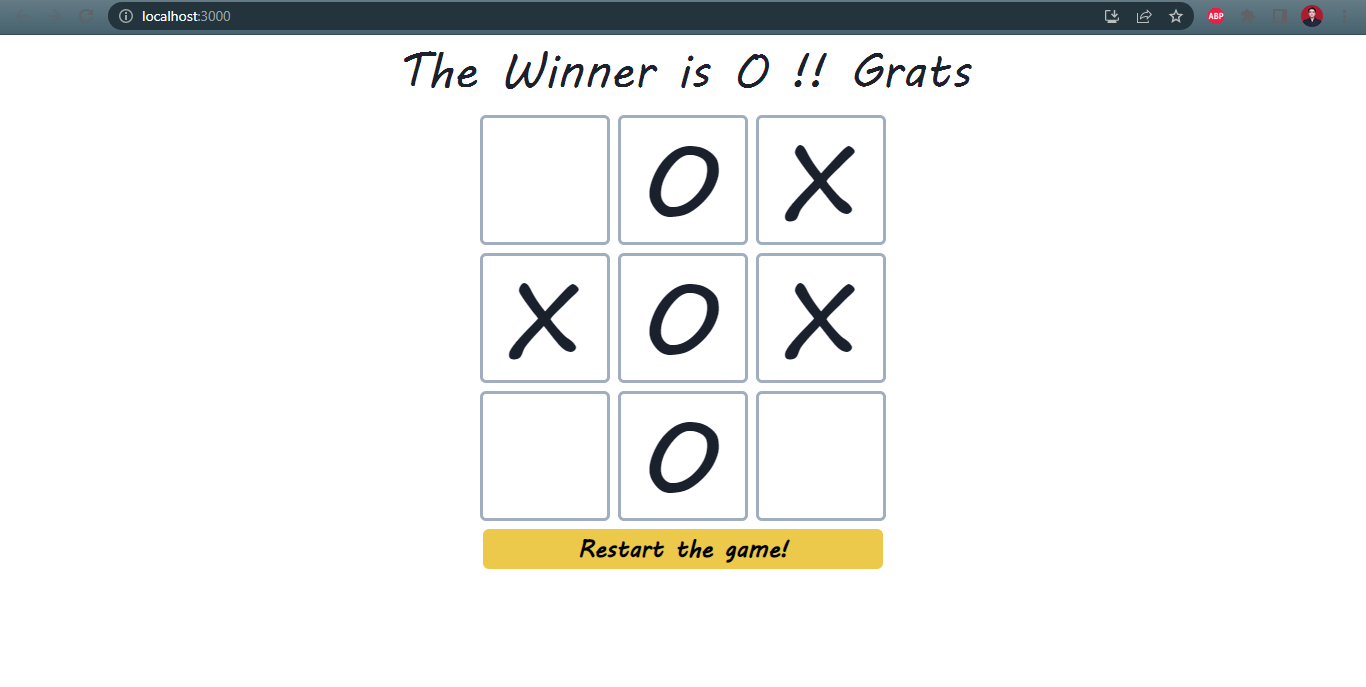 localhost:3000
ABP
The Winner is O !! Grats
O X
X O X
O
Restart the game!